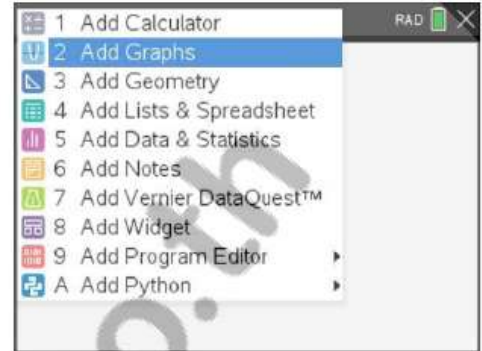 1 Add Calculator RAD
2 Add Graphs
3 Add Geometry
4 Add Lists & Spreadsheet
5 Add Data & Statistics
6 Add Notes
7 Add Vernier DataQuest™
8 Add Widget
9 Add Program Editor
A Add Python